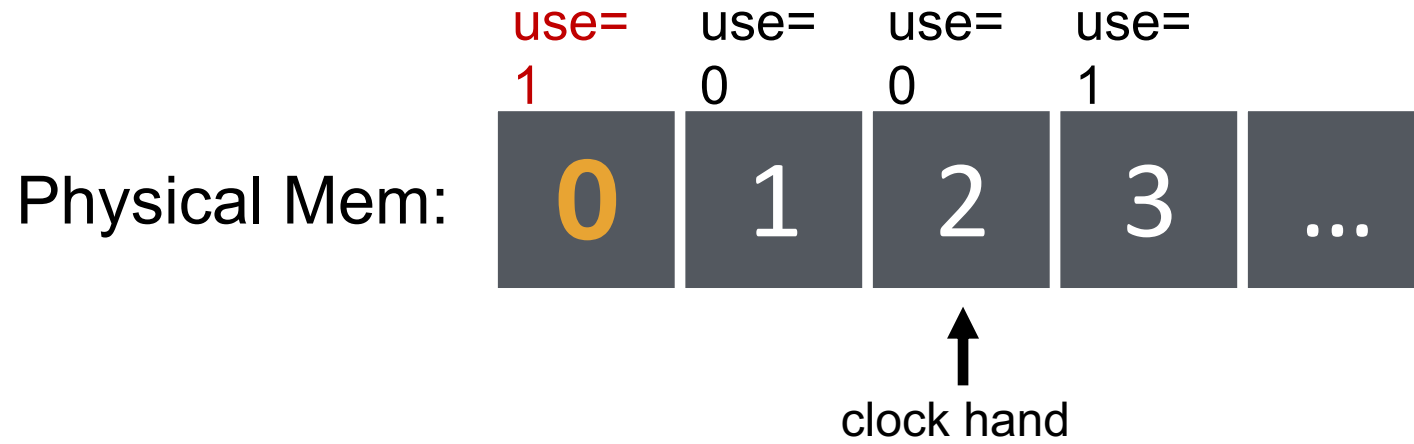 use= use= use= use=
1 0 0 1
Physical Mem: 0 1 2 3 ...
clock hand